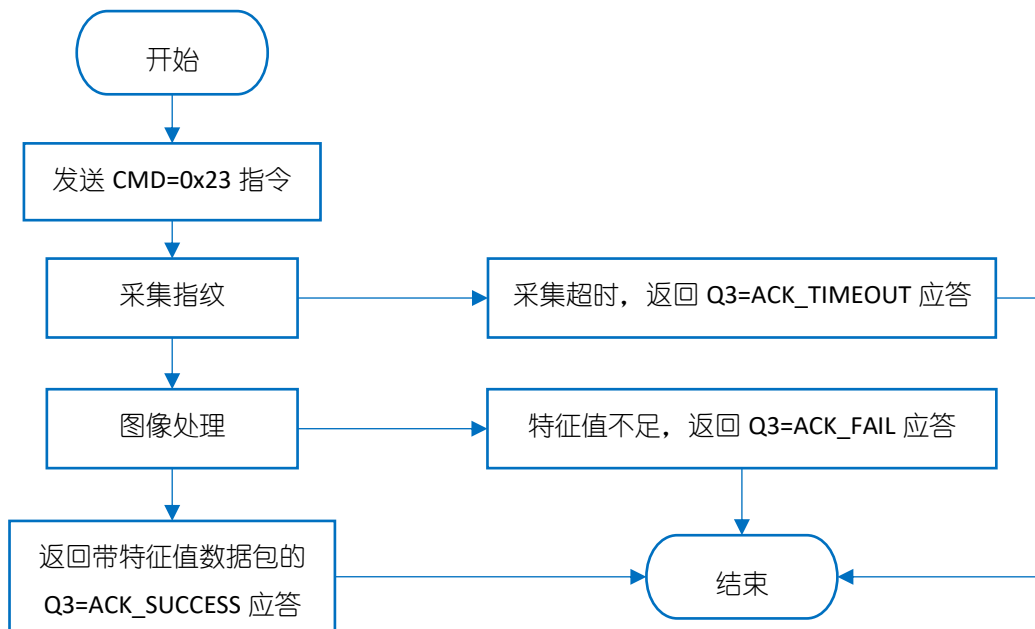 开始
发送 CMD=0x23 指令
采集指纹
采集超时，返回 Q3=ACK_TIMEOUT 应答
图像处理
特征值不足，返回 Q3=ACK_FAIL 应答
返回带特征值数据包的
Q3=ACK_SUCCESS 应答
结束